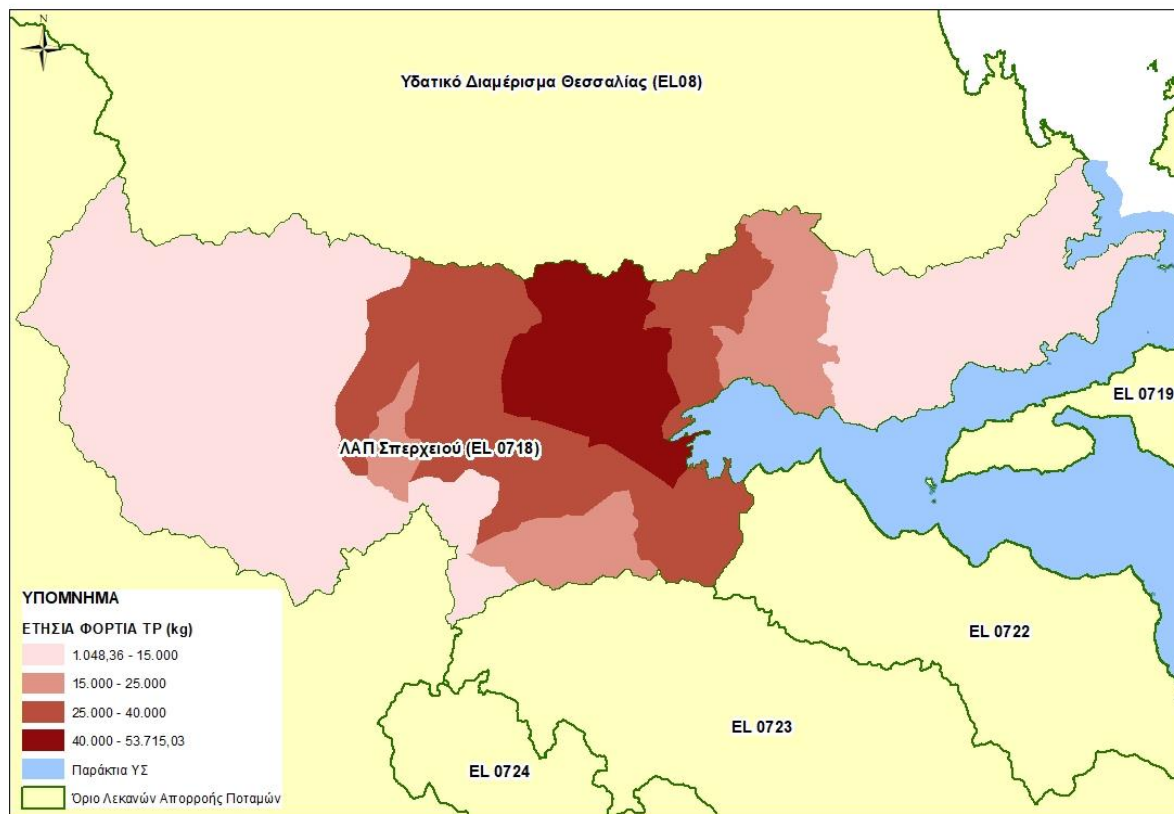 N
Υδατικό Διαμέρισμα Θεσσαλίας (EL08)
EL 0719
ΛΑΠ Σπερχειού (EL 0718)
EL 0722
EL 0723
EL 0724
ΥΠΟΜΝΗΜΑ
ΕΤΗΣΙΑ ΦΟΡΤΙΑ TP (kg)
1.048,36 - 15.000
15.000 - 25.000
25.000 - 40.000
40.000 - 53.715,03
Παράκτια ΥΣ
Όριο Λεκανών Απορροής Ποταμών